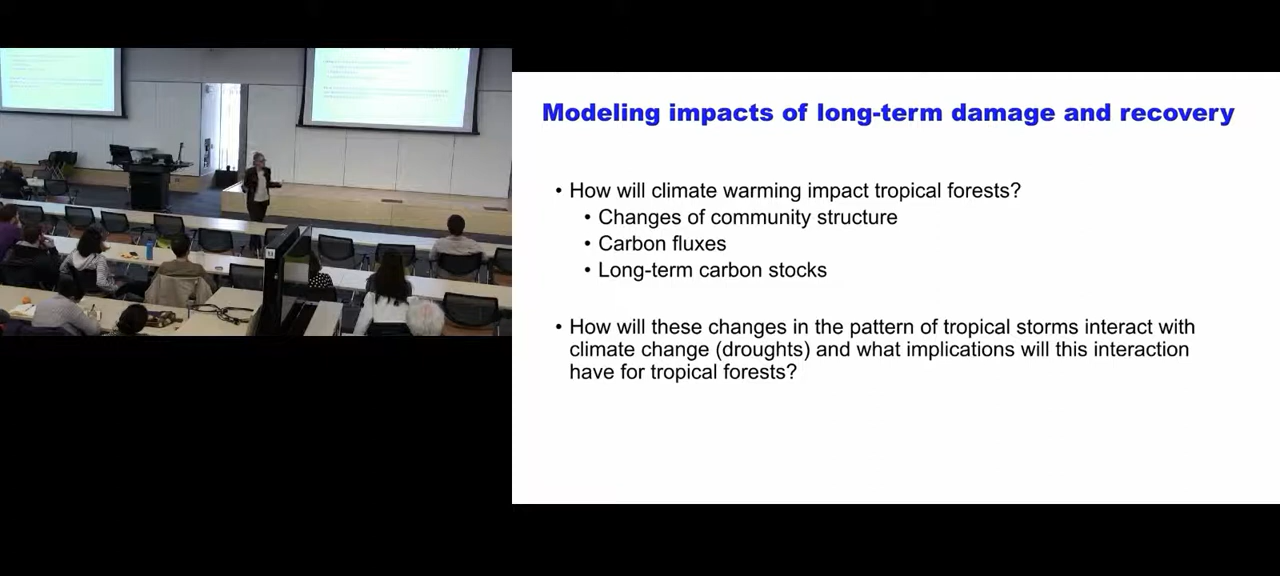 Modeling impacts of long-term damage and recovery
• How will climate warming impact tropical forests?
• Changes of community structure
• Carbon fluxes
• Long-term carbon stocks
• How will these changes in the pattern of tropical storms interact with
climate change (droughts) and what implications will this interaction
have for tropical forests?